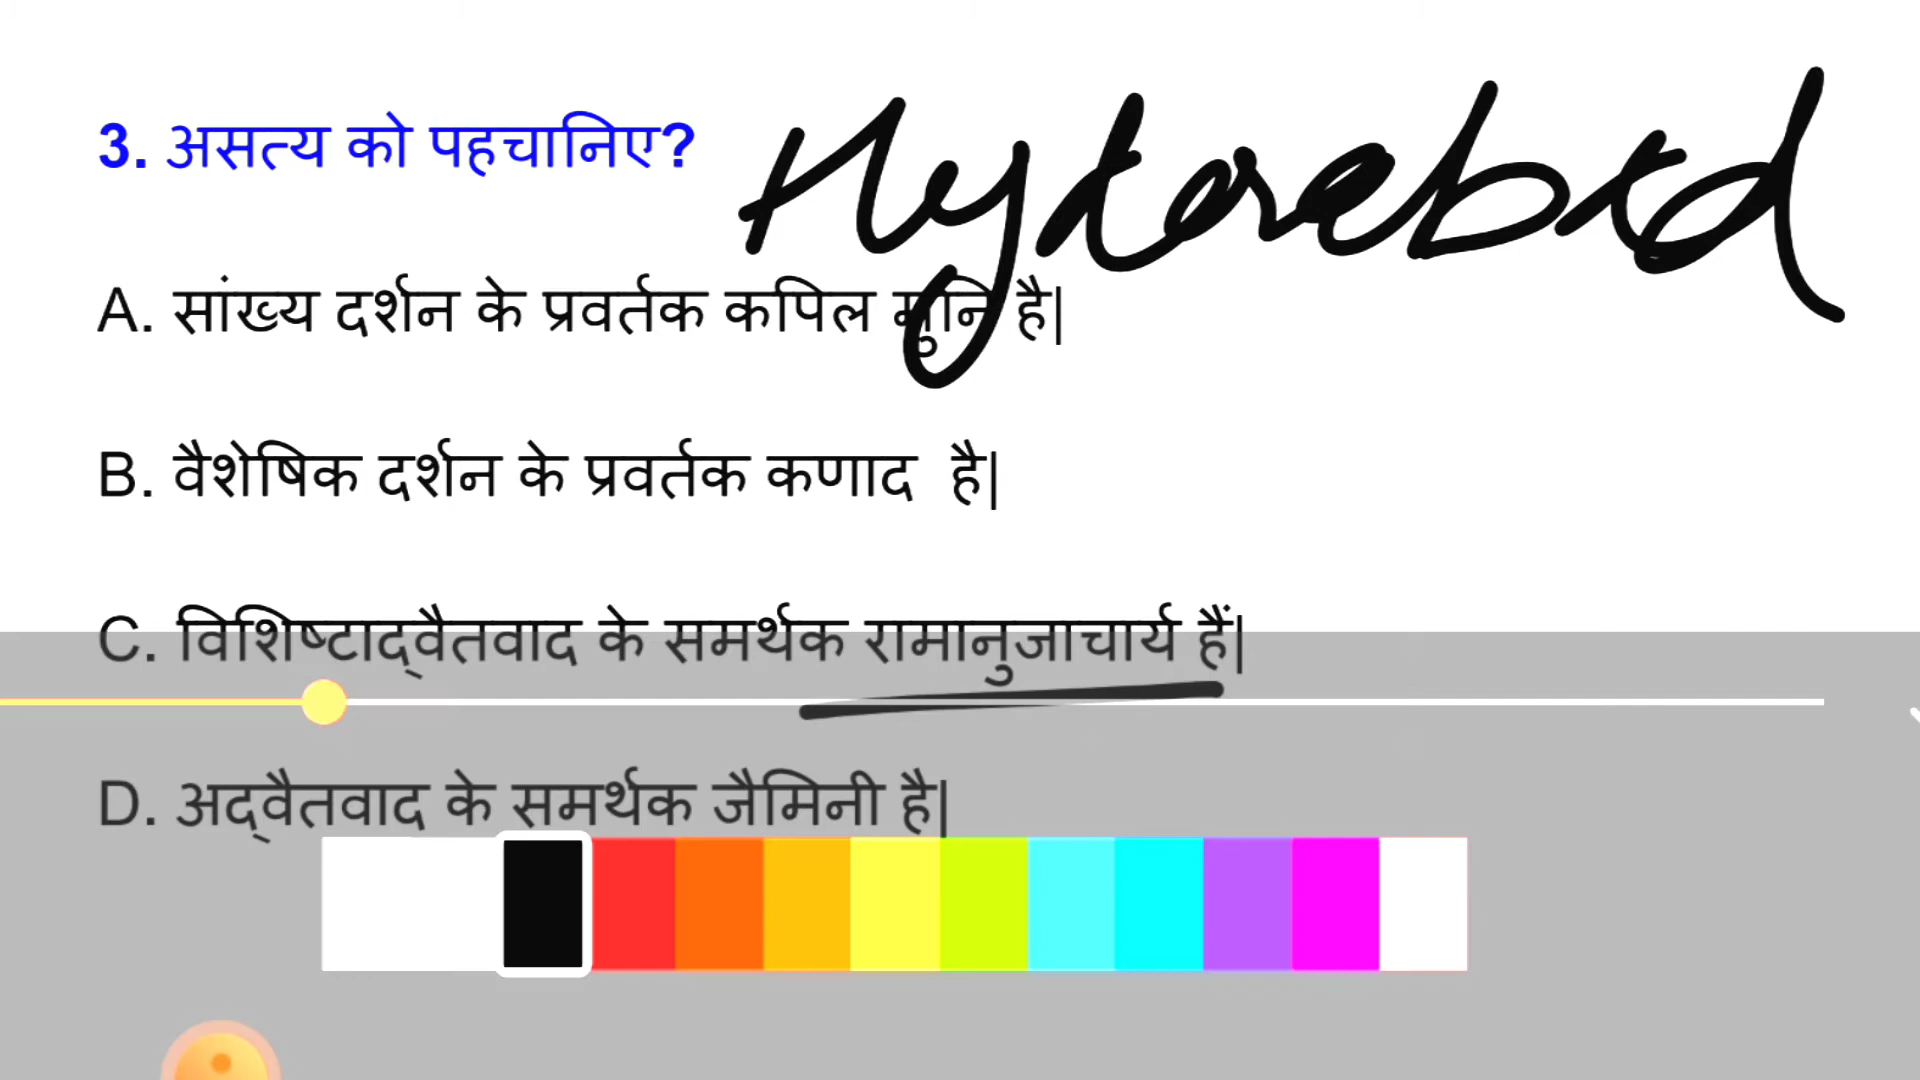 3. असत्य को पहचानिए?
Hyderabad
A. सांख्य दर्शन के प्रवर्तक कपिल मुनि है|
B. वैशेषिक दर्शन के प्रवर्तक कणाद है|
C. विशिष्टाद्वैतवाद के समर्थक रामानुजाचार्य हैं|
D. अद्वैतवाद के समर्थक जैमिनी है|